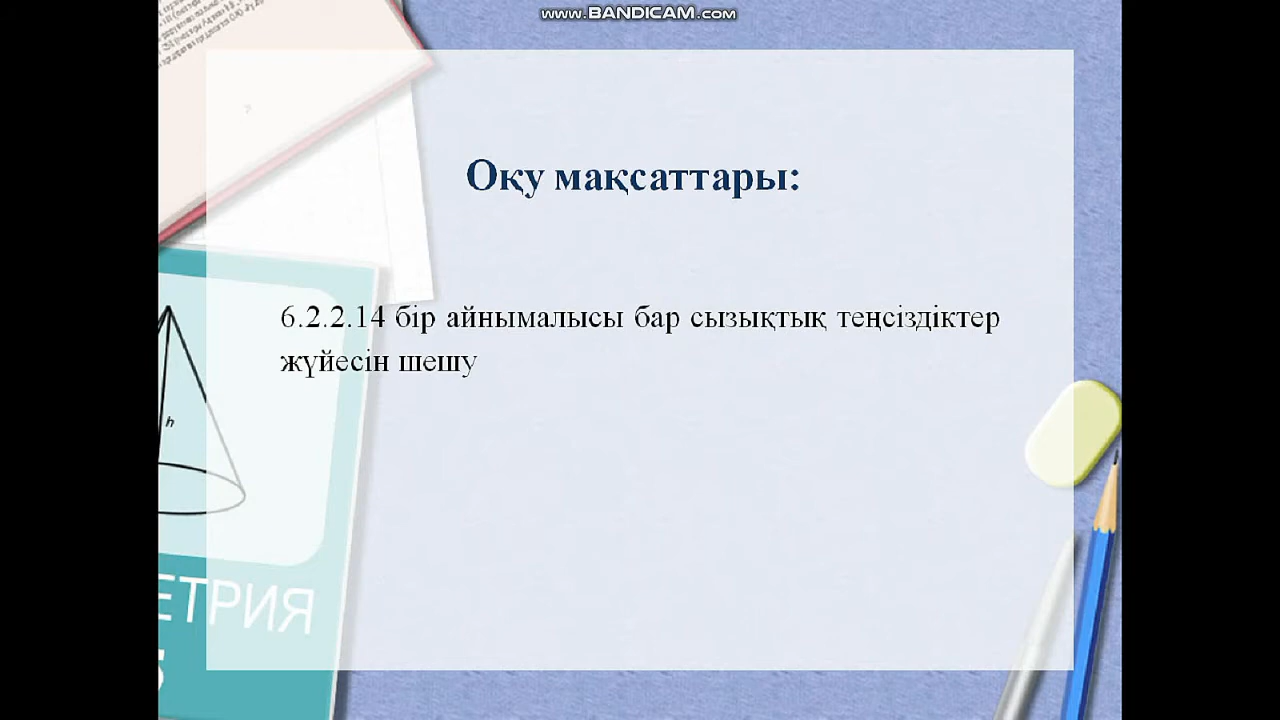 www.BANDICAM.com
Оқу мақсаттары:
6.2.2.14 бір айнымалысы бар сызықтық теңсіздіктер
жүйесін шешу
h
ЕТРИЯ